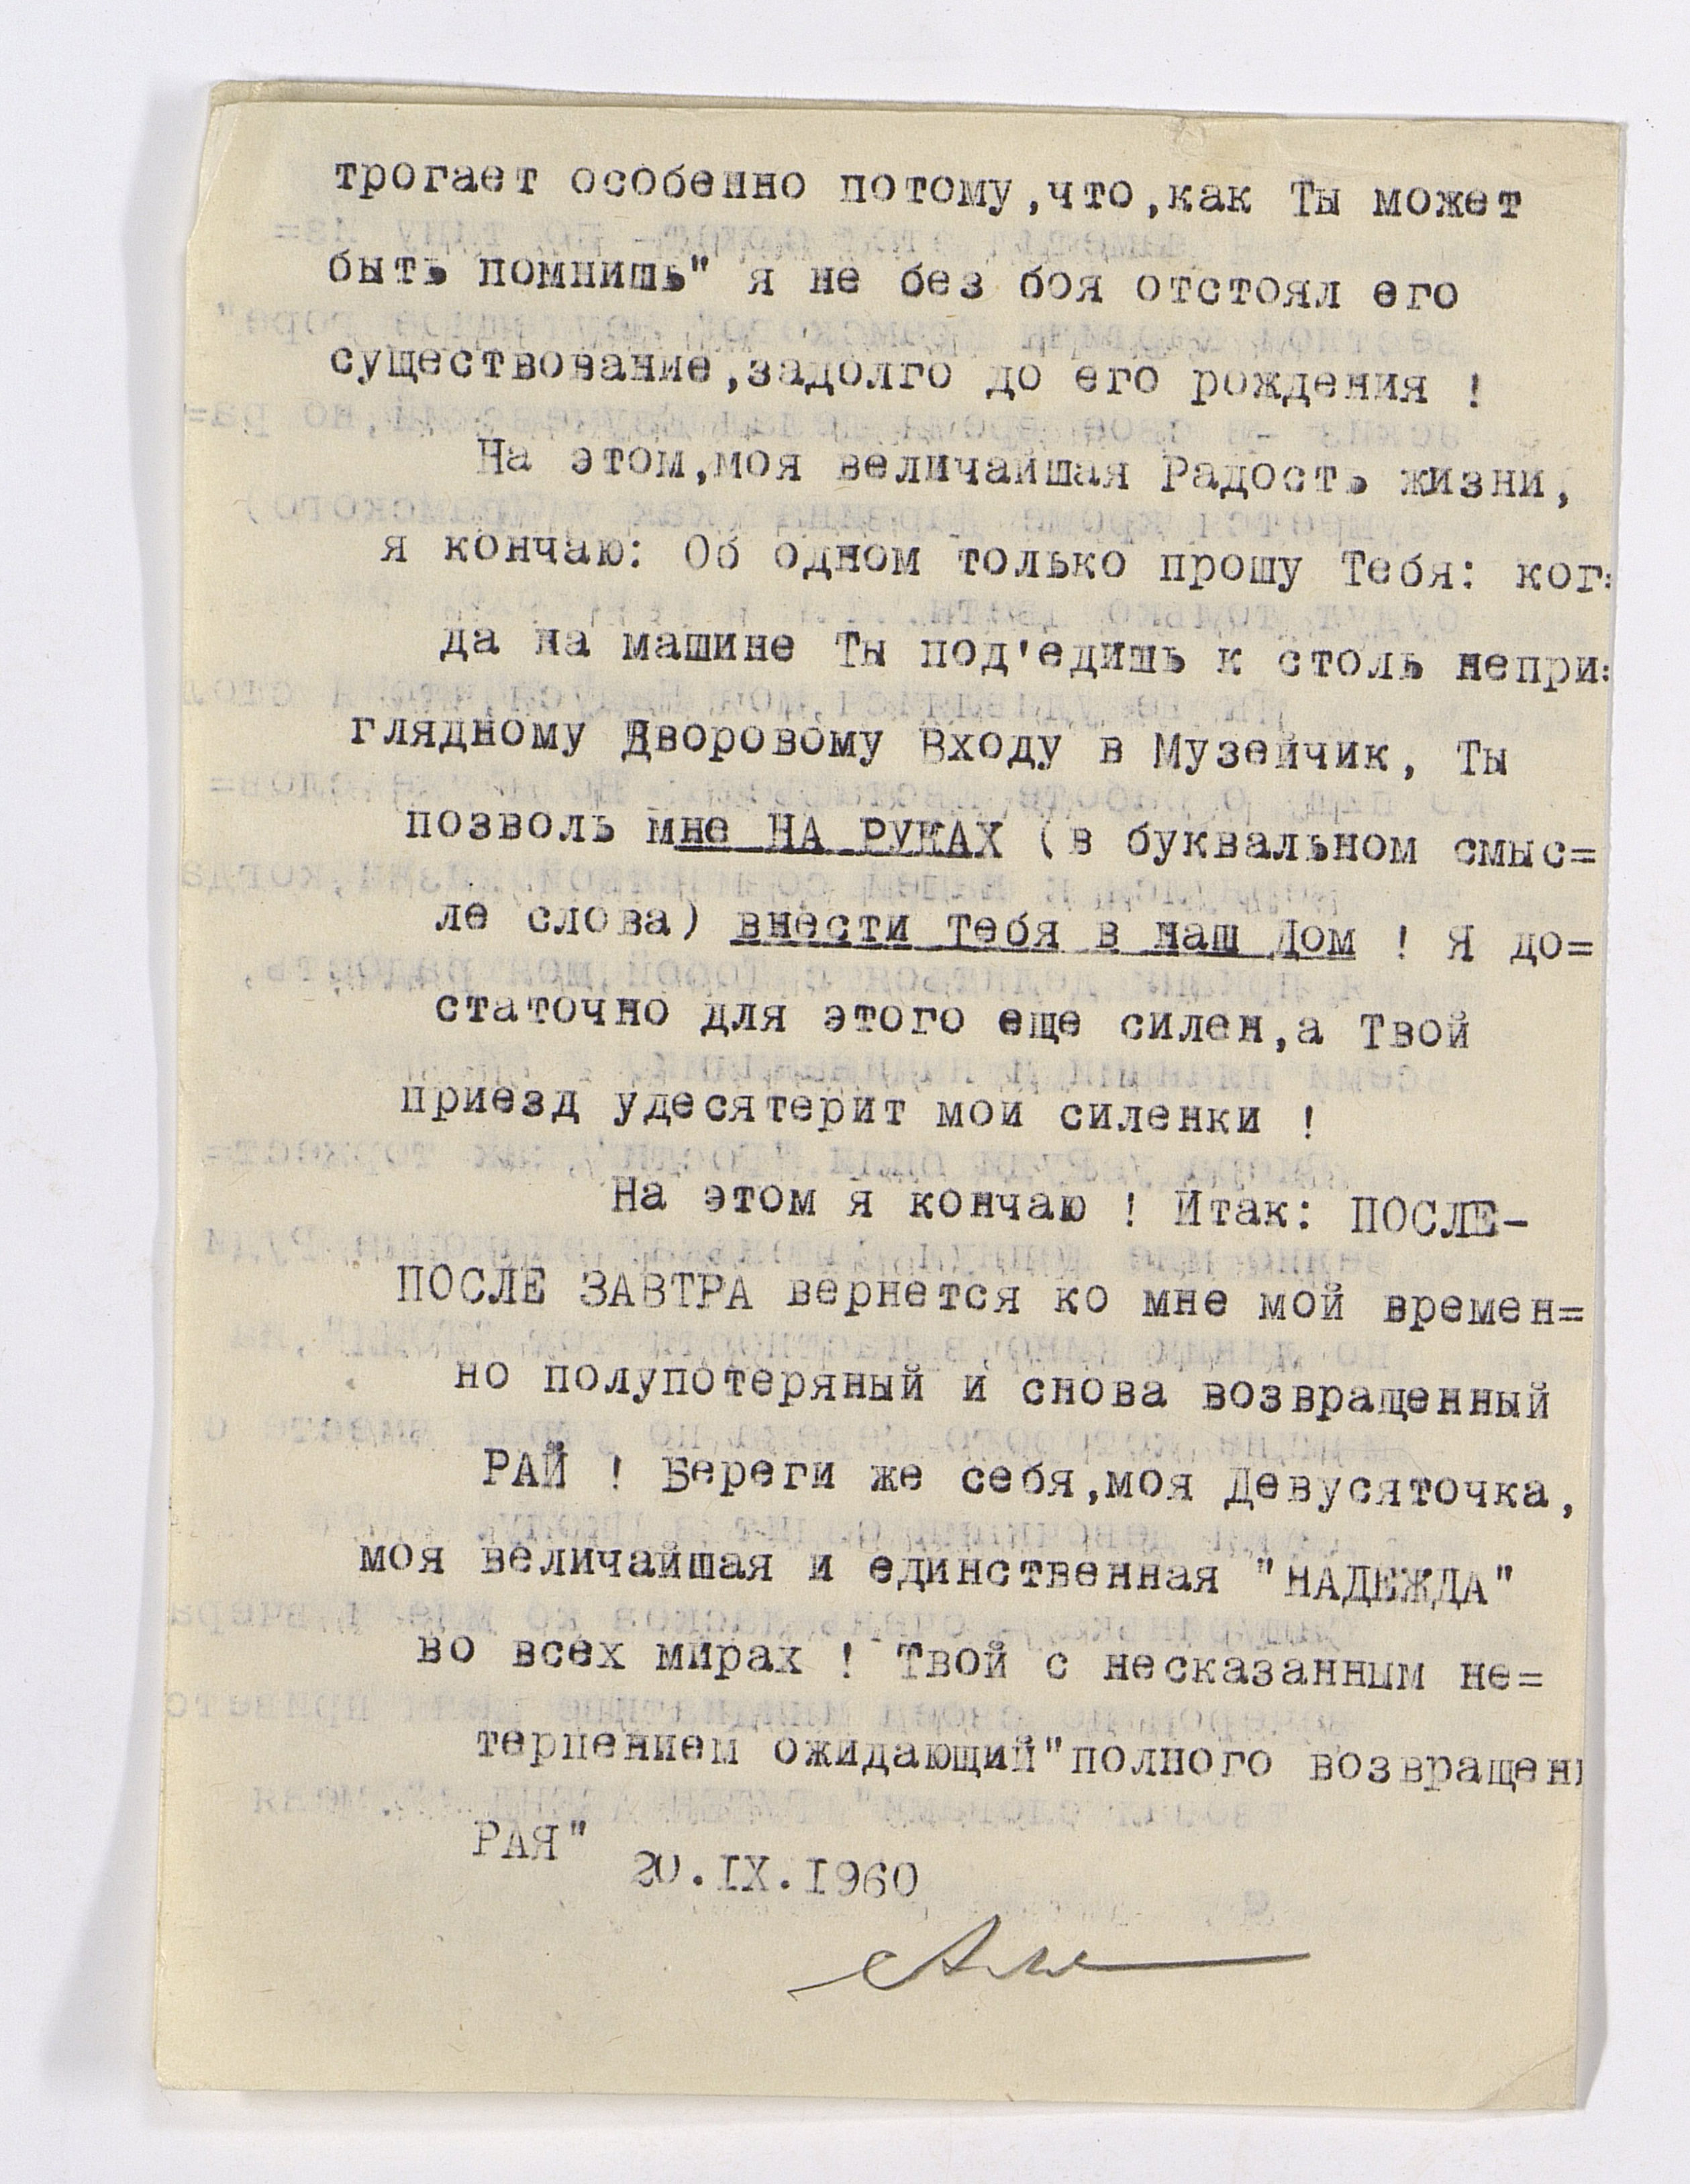 трогает особенно потому,что,как Ты может
быть помнишь" я не без боя отстоял его
существование,задолго до его рождения !
На этом,моя величайшая Радость жизни,
я кончаю: Об одном только прошу Тебя: ког=
да на машине Ты под'едишь к столь непри=
глядному Дворовому Входу в Музейчик, Ты
позволь мне НА РУКАХ (в буквальном смыс=
ле слова) внести Тебя в наш Дом ! Я до=
статочно для этого еще силен,а Твой
приезд удесятерит мои силенки !
На этом я кончаю ! Итак: ПОСЛЕ-
ПОСЛЕ ЗАВТРА вернется ко мне мой времен=
но полупотеряный и снова возвращенный
РАЙ ! Береги же себя,моя Девусяточка,
моя величайшая и единственная "НАДЕЖДА"
во всех мирах ! Твой с несказанным не=
терпением ожидающий"полного возвращени
РАЯ"
20.IX.1960